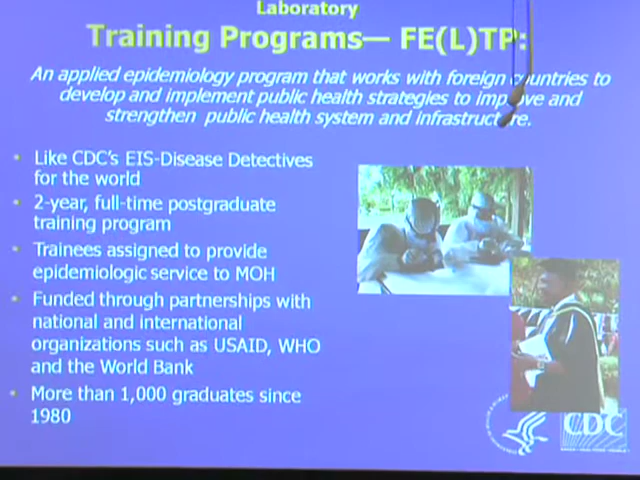 Laboratory
Training Programs— FE(L)TP:
An applied epidemiology program that works with foreign countries to
develop and implement public health strategies to improve and
strengthen public health system and infrastructure.
• Like CDC's EIS-Disease Detectives
for the world
• 2-year, full-time postgraduate
training program
• Trainees assigned to provide
epidemiologic service to MOH
• Funded through partnerships with
national and international
organizations such as USAID, WHO
and the World Bank
• More than 1,000 graduates since
1980
CDC